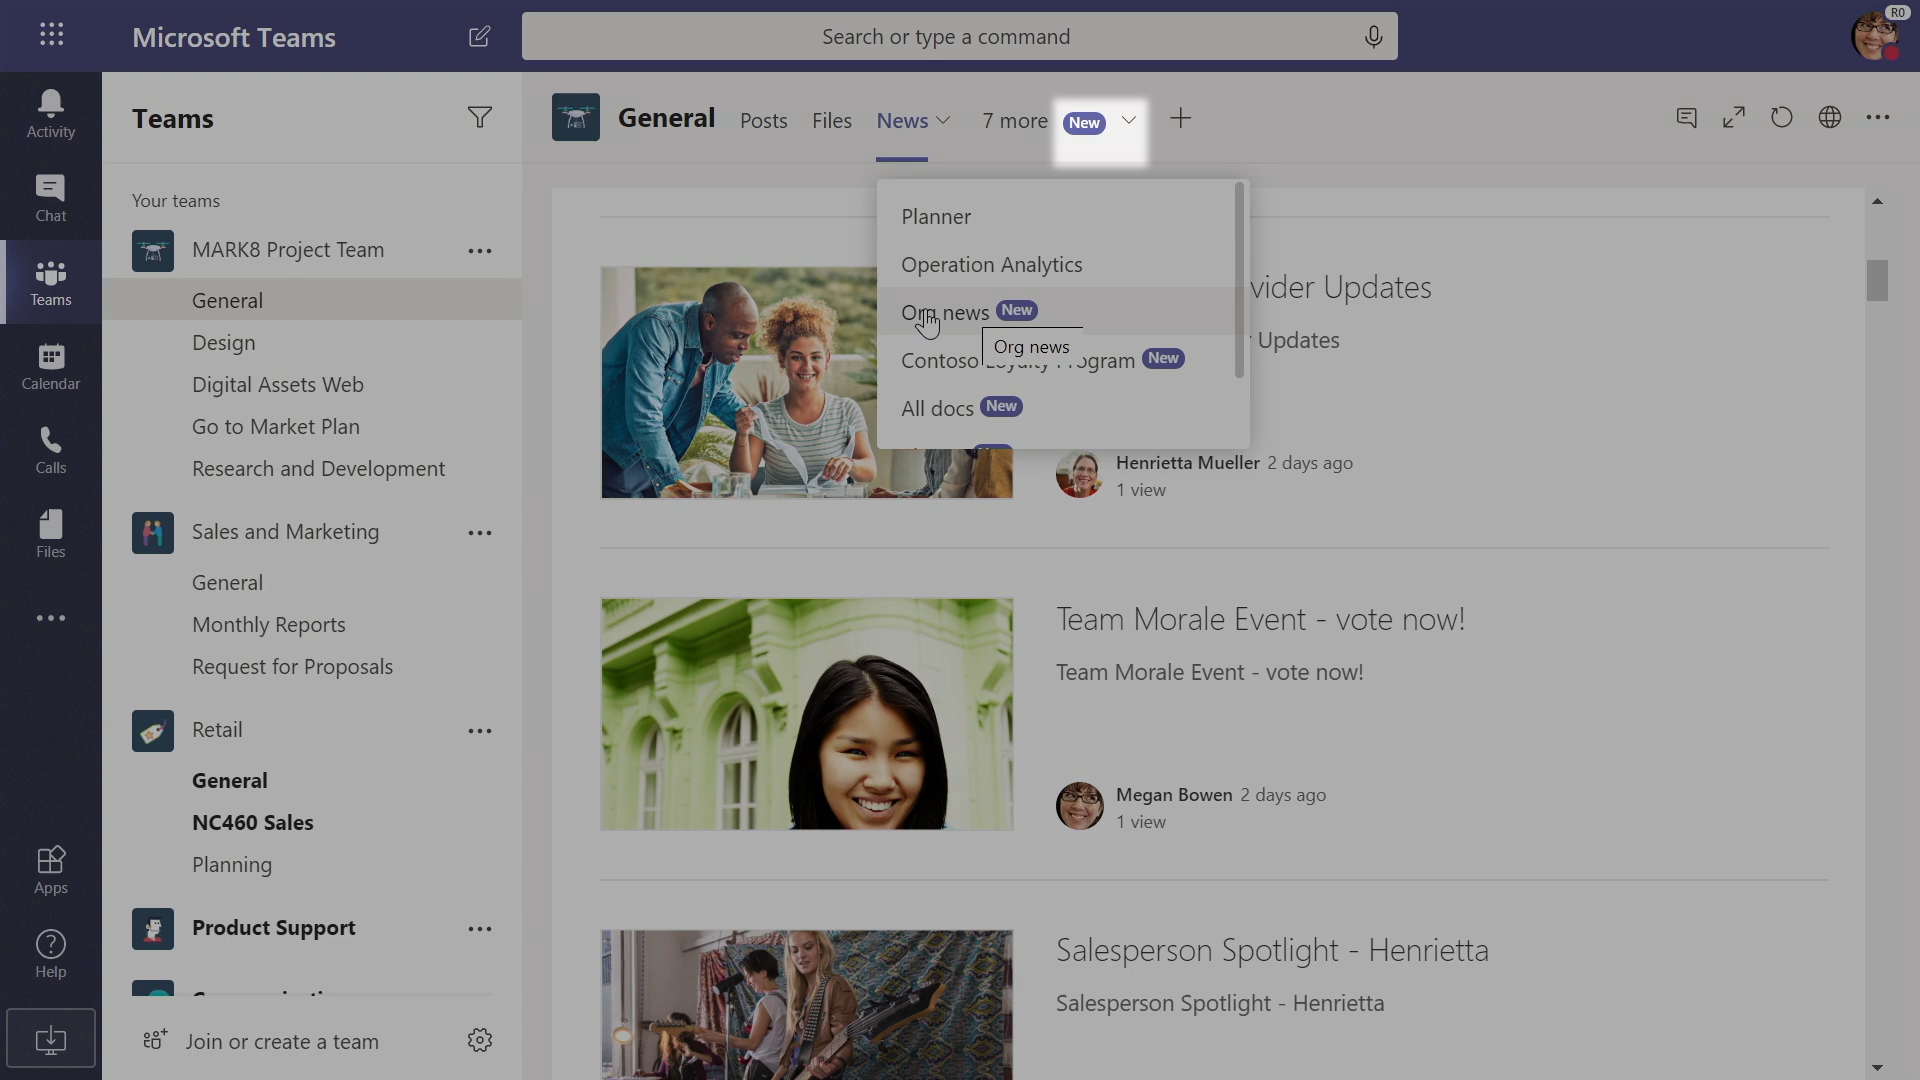 Microsoft Teams
Search or type a command
R0
Activity
Chat
Teams
Calendar
Calls
Files
Apps
Help
Teams
Your teams
MARK8 Project Team
General
Design
Digital Assets Web
Go to Market Plan
Research and Development
Sales and Marketing
General
Monthly Reports
Request for Proposals
Retail
General
NC460 Sales
Planning
Product Support
Join or create a team
General Posts Files News 7 more New
Planner
Operation Analytics
Org news New
Org news
Contoso New
All docs New
Updates
Updates
Henrietta Mueller 2 days ago
1 view
Team Morale Event - vote now!
Team Morale Event - vote now!
Megan Bowen 2 days ago
1 view
Salesperson Spotlight - Henrietta
Salesperson Spotlight - Henrietta